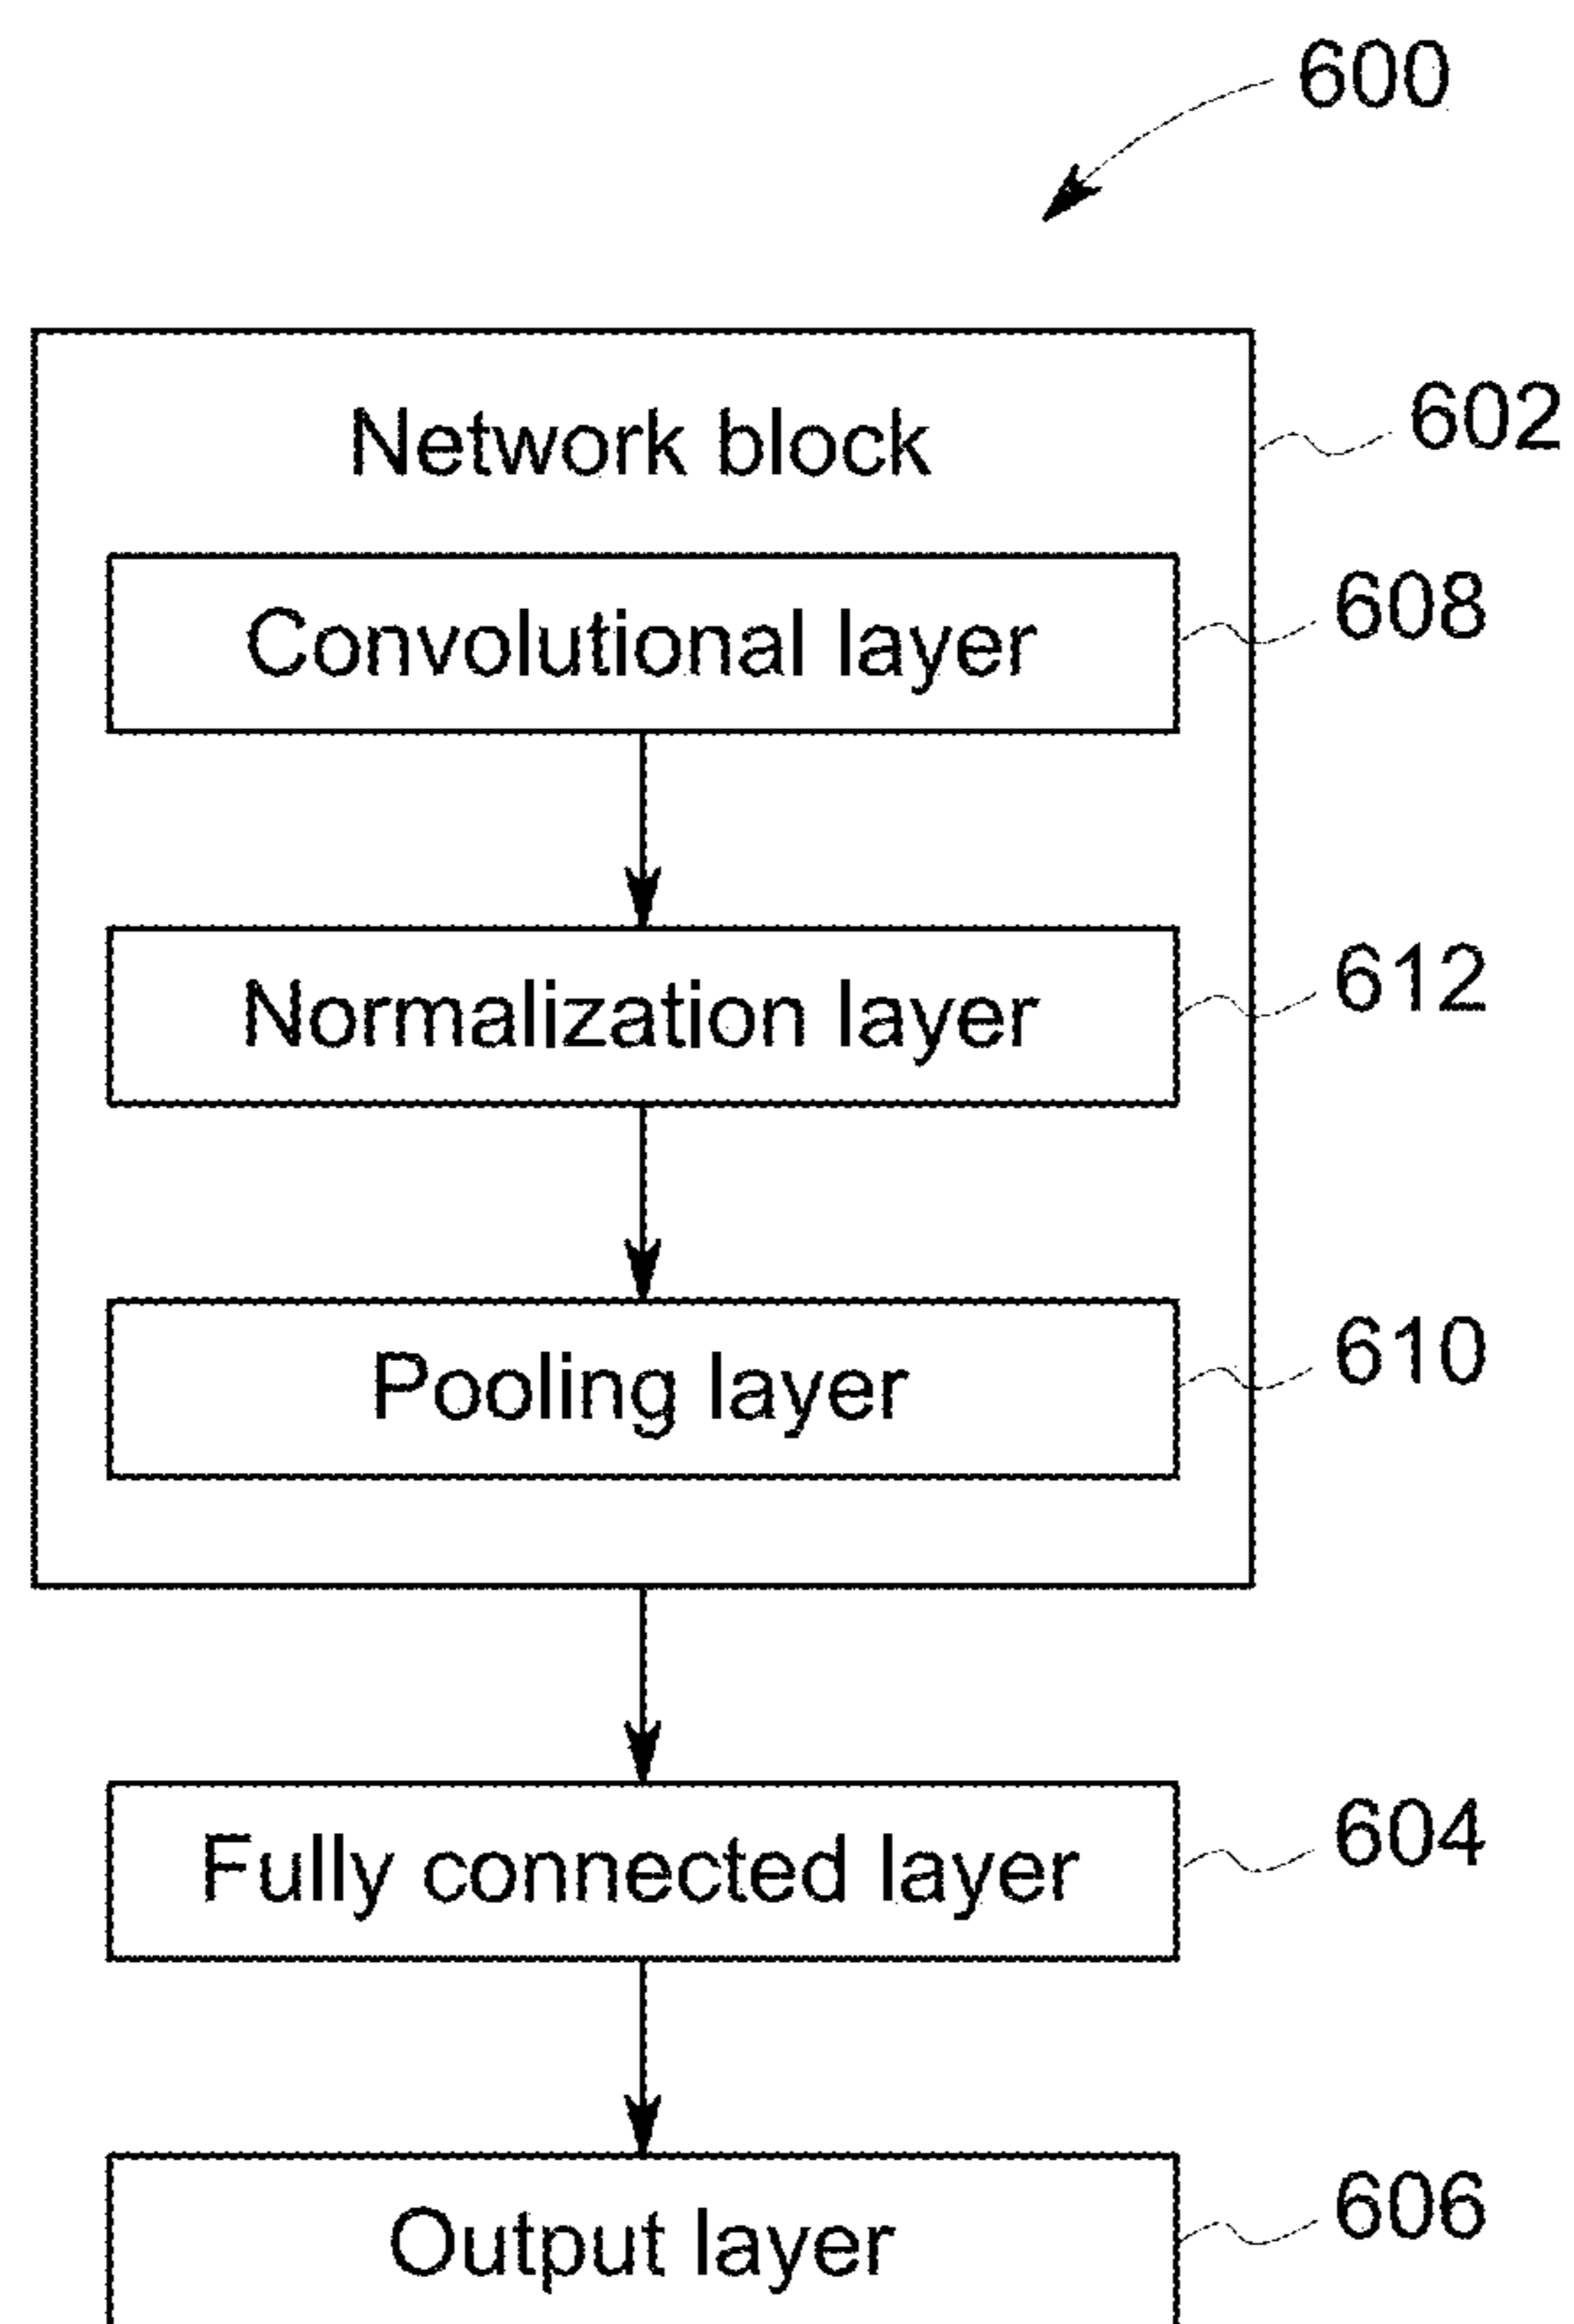 600
Network block
602
Convolutional layer
608
Normalization layer
612
Pooling layer
610
Fully connected layer
604
Output layer
606